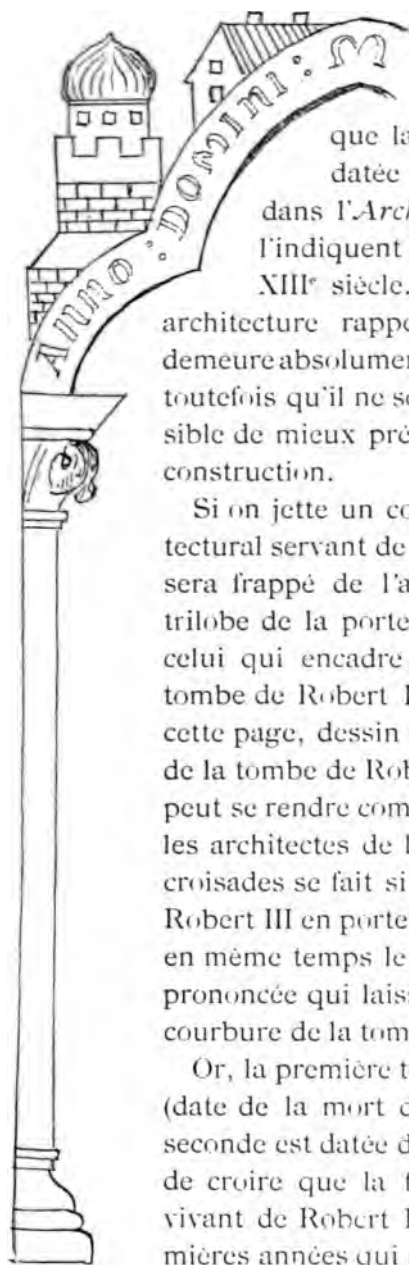 ANNO : DOMINI : M
que la
datée
dans l'Arch
l'indiquent
XIIIe siècle.
architecture rappe
demeure absolumen
toutefois qu'il ne se
sible de mieux pré
construction.
Si on jette un co
tectural servant de
sera frappé de l'a
trilobe de la porte
celui qui encadre
tombe de Robert I
cette page, dessin
de la tombe de Rob
peut se rendre com
les architectes de l
croisades se fait si
Robert III en porte
en même temps le
prononcée qui laiss
courbure de la tom
Or, la première t
(date de la mort d
seconde est datée d
de croire que la f
vivant de Robert I
mières années qui